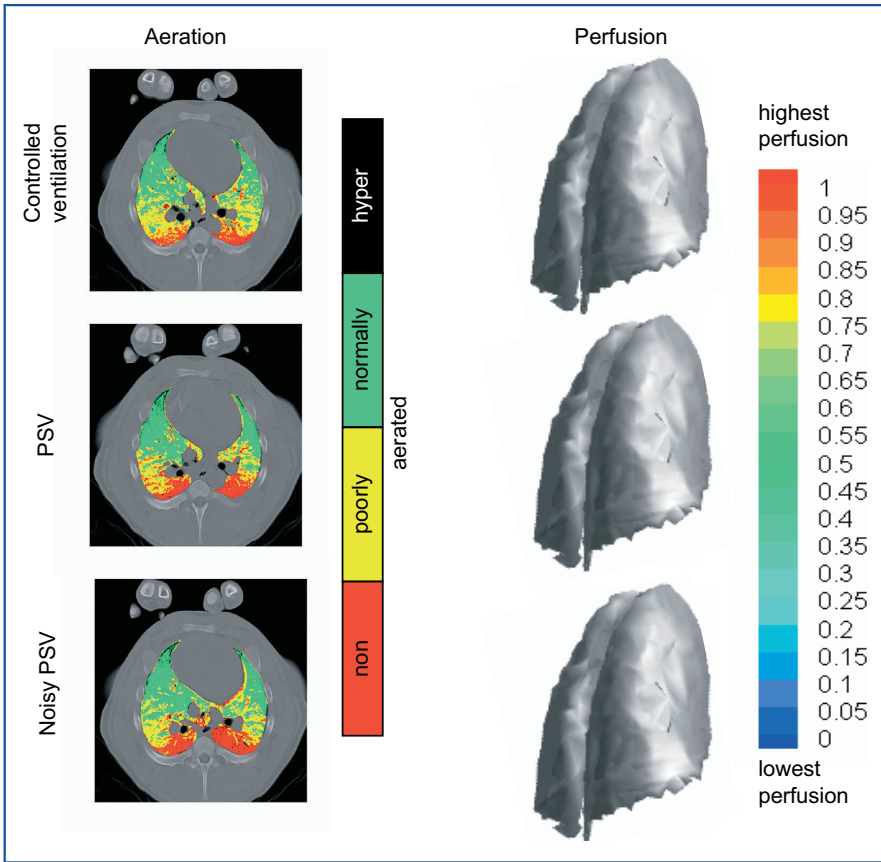 Aeration
Perfusion
Controlled
ventilation
PSV
Noisy PSV
hyper
normally
poorly
non
aerated
highest
perfusion
1
0.95
0.9
0.85
0.8
0.75
0.7
0.65
0.6
0.55
0.5
0.45
0.4
0.35
0.3
0.25
0.2
0.15
0.1
0.05
0
lowest
perfusion